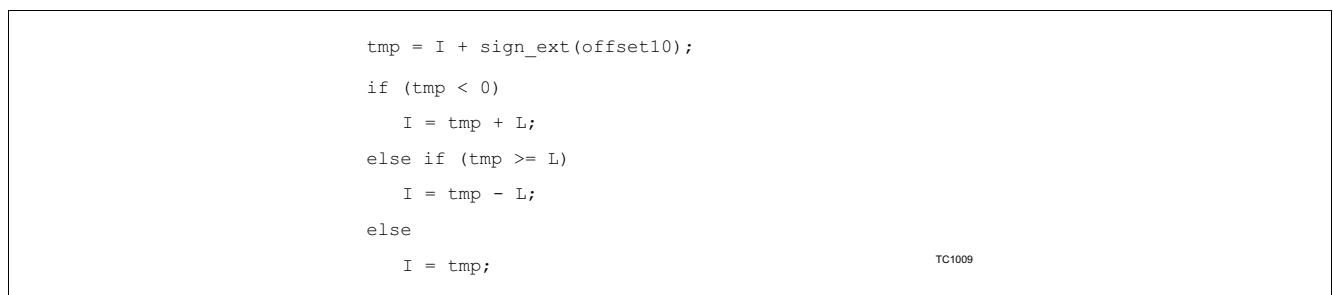 tmp = I + sign_ext(offset10);
if (tmp < 0)
I = tmp + L;
else if (tmp >= L)
I = tmp - L;
else
I = tmp;
TC1009